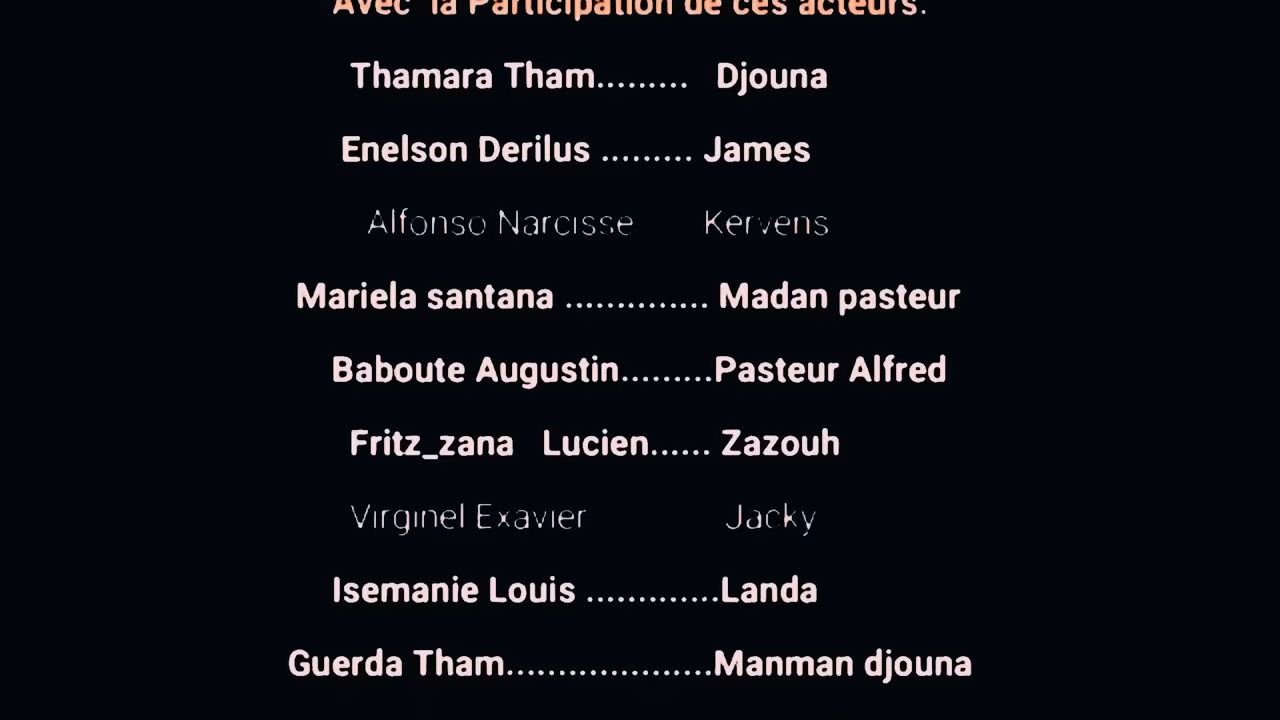 Avec la Participation de ces acteurs:
Thamara Tham......... Djouna
Enelson Derilus ......... James
Alfonso Narcisse Kervens
Mariela santana .............. Madan pasteur
Baboute Augustin.........Pasteur Alfred
Fritz_zana Lucien...... Zazouh
Virginel Exavier Jacky
Isemanie Louis .............Landa
Guerda Tham....................Manman djouna